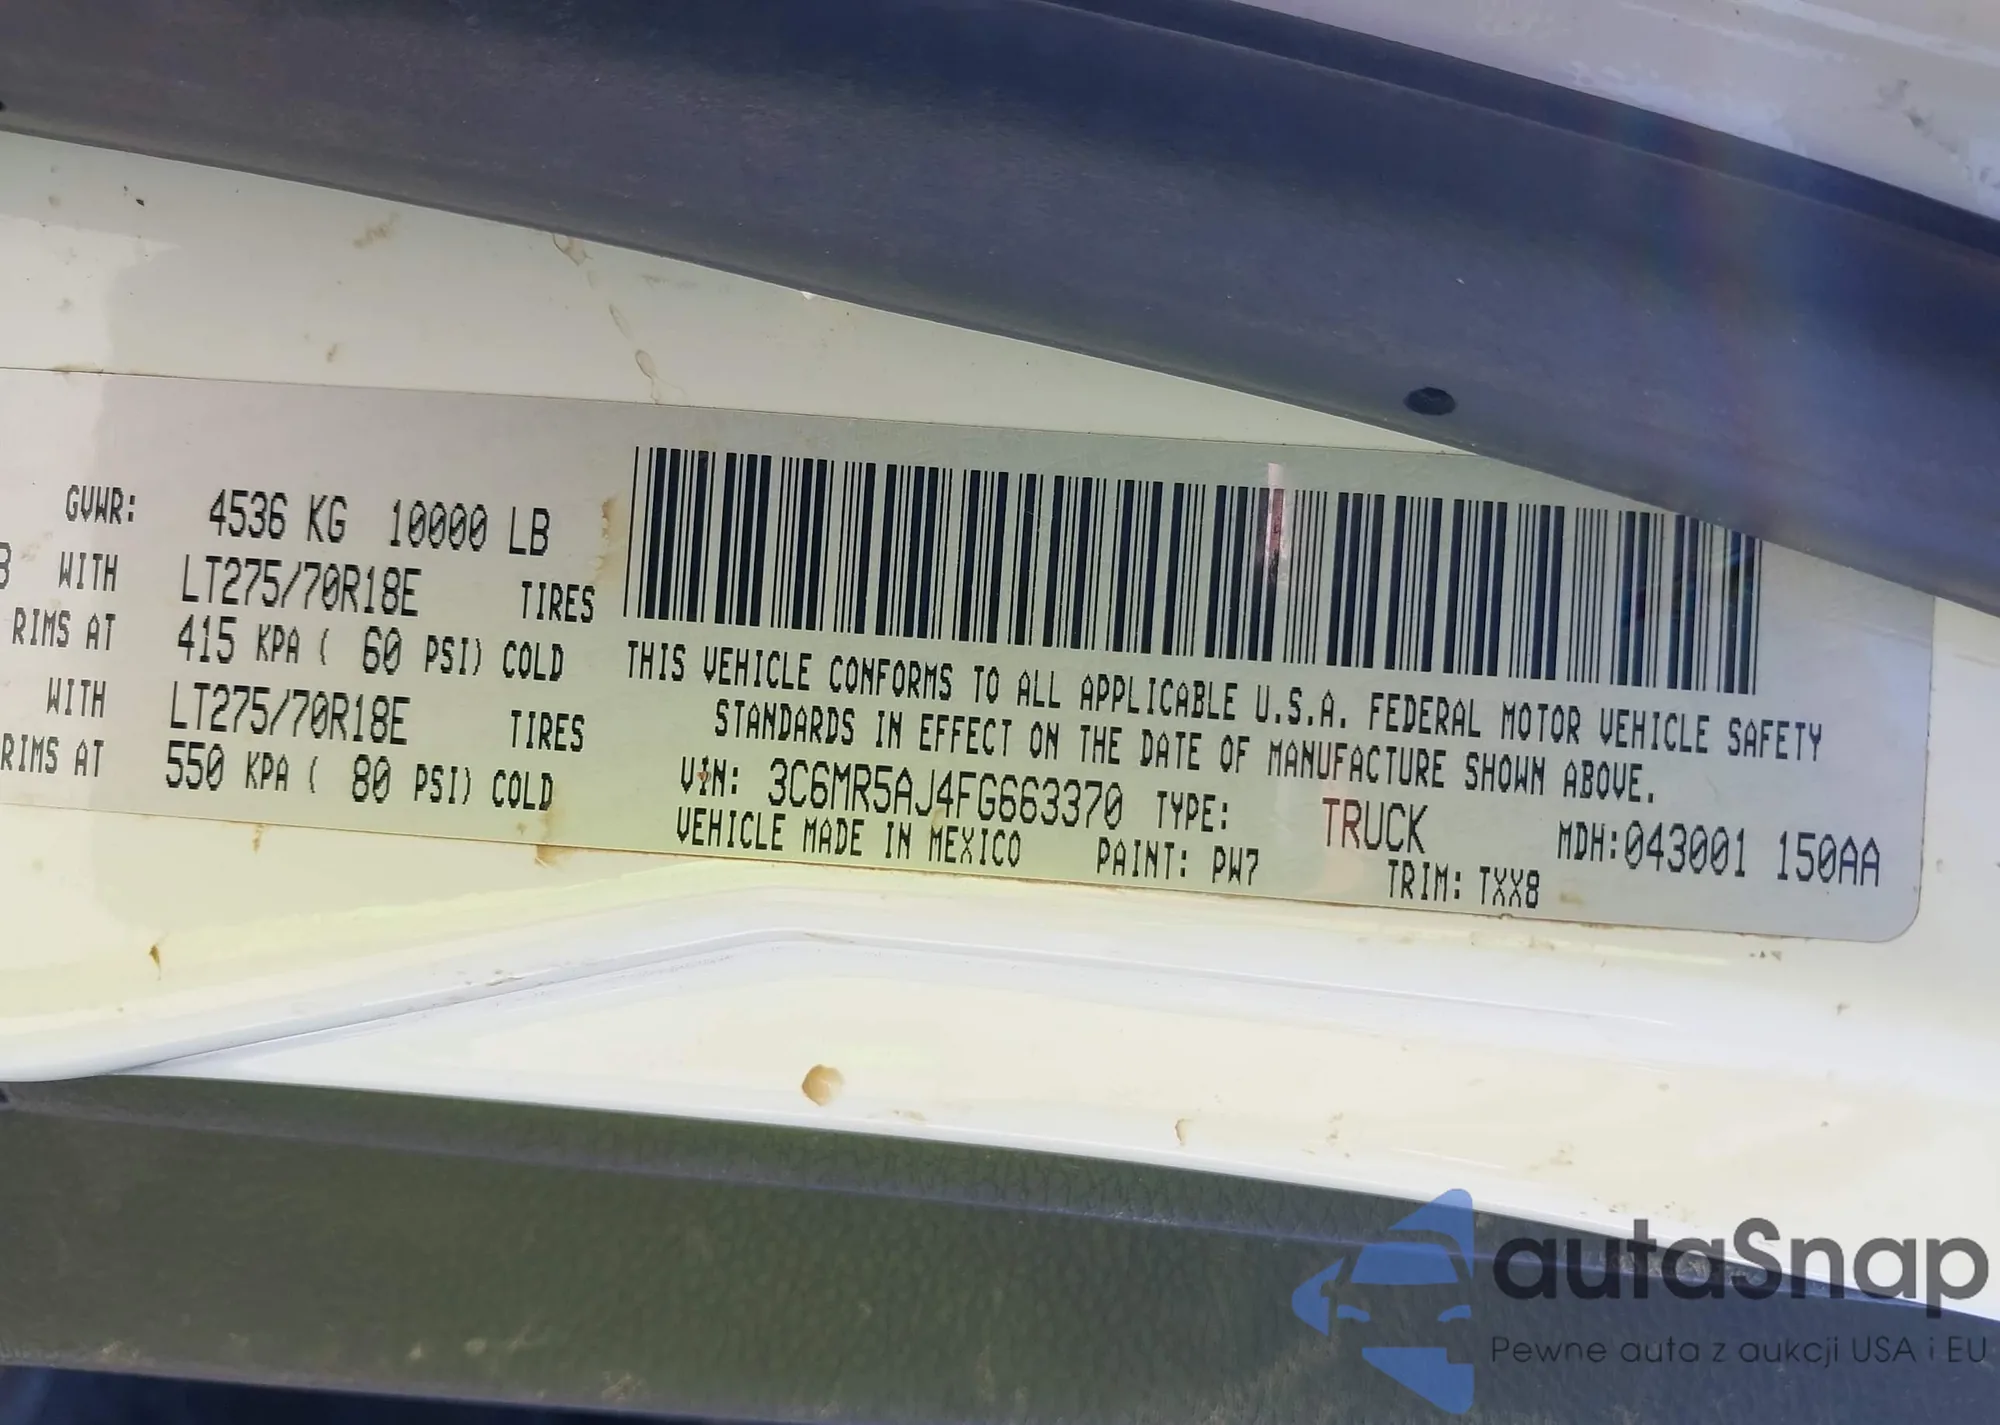 GVWR: 4536 KG 10000 LB
WITH LT275/70R18E TIRES
RIMS AT 415 KPA ( 60 PSI) COLD
WITH LT275/70R18E TIRES
RIMS AT 550 KPA ( 80 PSI) COLD
THIS VEHICLE CONFORMS TO ALL APPLICABLE U.S.A. FEDERAL MOTOR VEHICLE SAFETY
STANDARDS IN EFFECT ON THE DATE OF MANUFACTURE SHOWN ABOVE.
VIN: 3C6MR5AJ4FG663370 TYPE: TRUCK MDH:043001 150AA
VEHICLE MADE IN MEXICO PAINT: PW7 TRIM: TXX8
autaSnap
Pewne auta z aukcji USA i EU